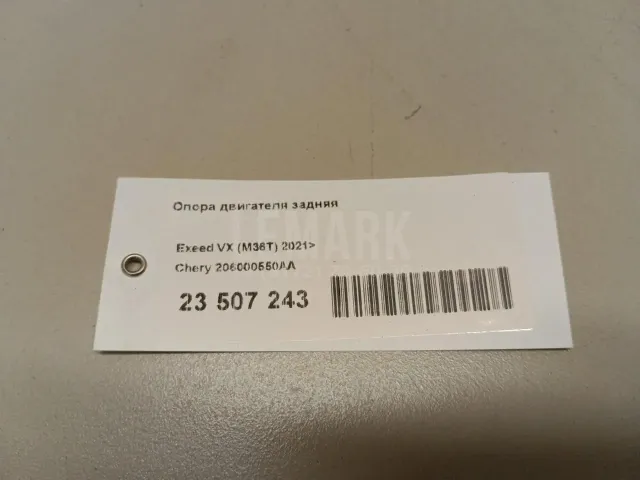 Опора двигателя задняя
LEMARK
Exeed VX (M36T) 2021>
Chery 206000550AA
23 507 243